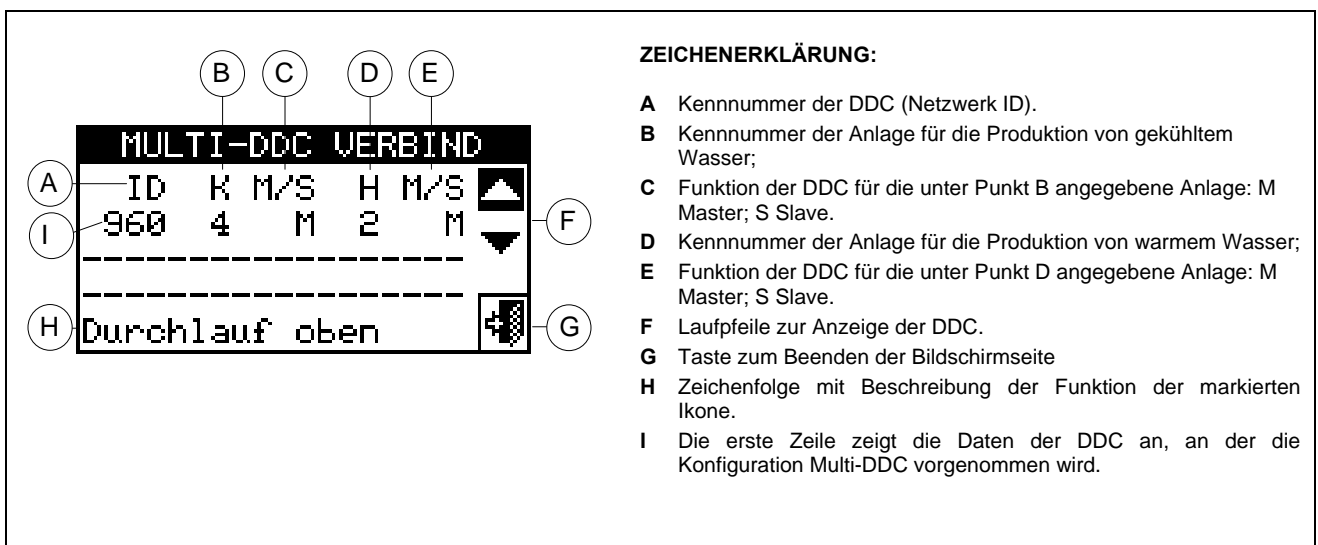 B C D E
MULTI-DDC VERBIND
A ID K M/S H M/S
I 960 4 M 2 M F
H Durchlauf oben G
ZEICHENERKLÄRUNG:
A Kennnummer der DDC (Netzwerk ID).
B Kennnummer der Anlage für die Produktion von gekühltem
Wasser;
C Funktion der DDC für die unter Punkt B angegebene Anlage: M
Master; S Slave.
D Kennnummer der Anlage für die Produktion von warmem Wasser;
E Funktion der DDC für die unter Punkt D angegebene Anlage: M
Master; S Slave.
F Laufpfeile zur Anzeige der DDC.
G Taste zum Beenden der Bildschirmseite
H Zeichenfolge mit Beschreibung der Funktion der markierten
Ikone.
I Die erste Zeile zeigt die Daten der DDC an, an der die
Konfiguration Multi-DDC vorgenommen wird.